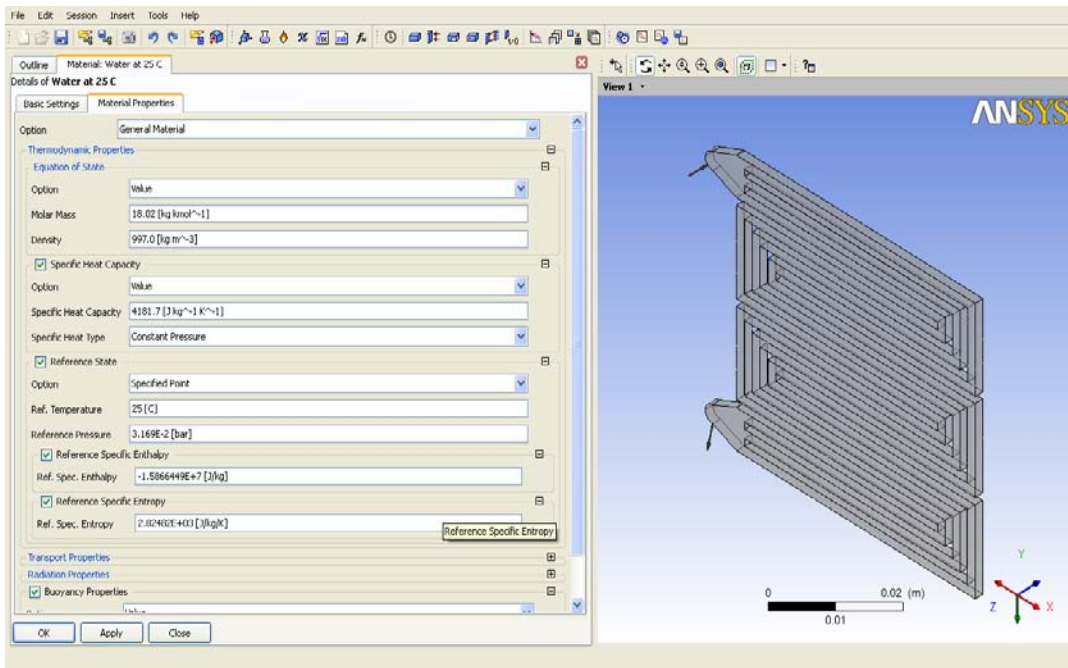 File Edit Session Insert Tools Help
Outline Material: Water at 25 C
Details of Water at 25 C
Basic Settings Material Properties
Option General Material
Thermodynamic Properties
Equation of State
Option Value
Molar Mass 18.02 [kg kmol^-1]
Density 997.0 [kg m^-3]
Specific Heat Capacity
Option Value
Specific Heat Capacity 4181.7 [J kg^-1 K^-1]
Specific Heat Type Constant Pressure
Reference State
Option Specified Point
Ref. Temperature 25 [C]
Reference Pressure 3.169E-2 [bar]
Reference Specific Enthalpy
Ref. Spec. Enthalpy -1.5866449E+7 [J/kg]
Reference Specific Entropy
Ref. Spec. Entropy 2.82482E+03 [J/kg/K]
Reference Specific Entropy
Transport Properties
Radiation Properties
Buoyancy Properties
OK Apply Close
View 1
ANSYS
0 0.02 (m)
0.01
Y
Z X